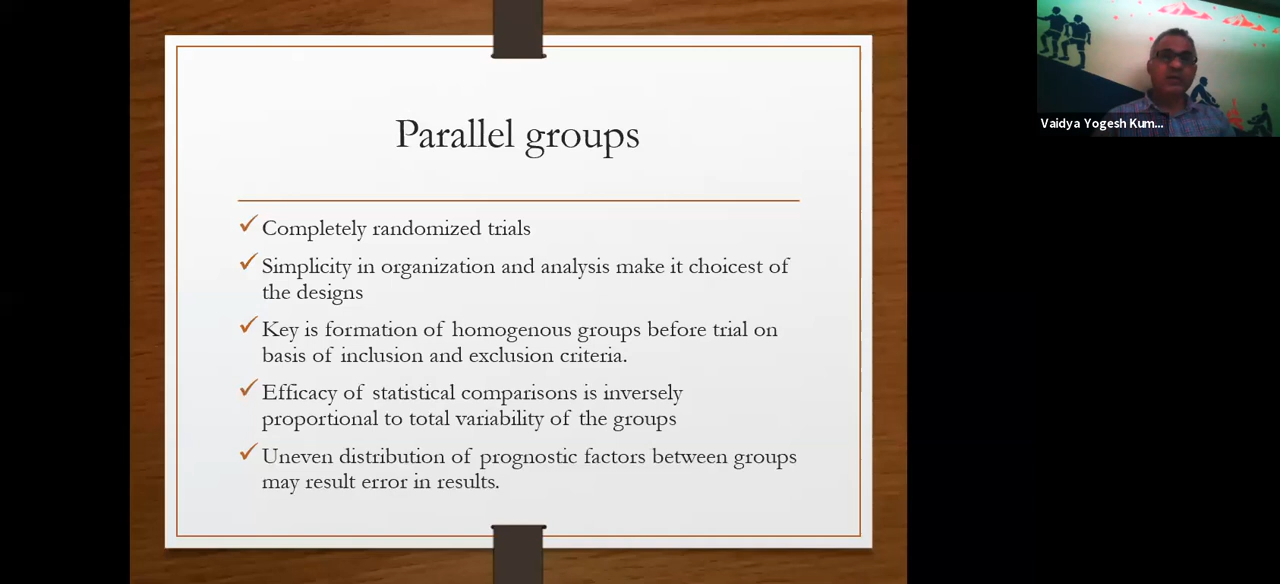 Parallel groups
Completely randomized trials
Simplicity in organization and analysis make it choicest of
the designs
Key is formation of homogenous groups before trial on
basis of inclusion and exclusion criteria.
Efficacy of statistical comparisons is inversely
proportional to total variability of the groups
Uneven distribution of prognostic factors between groups
may result error in results.
Vaidya Yogesh Kum...